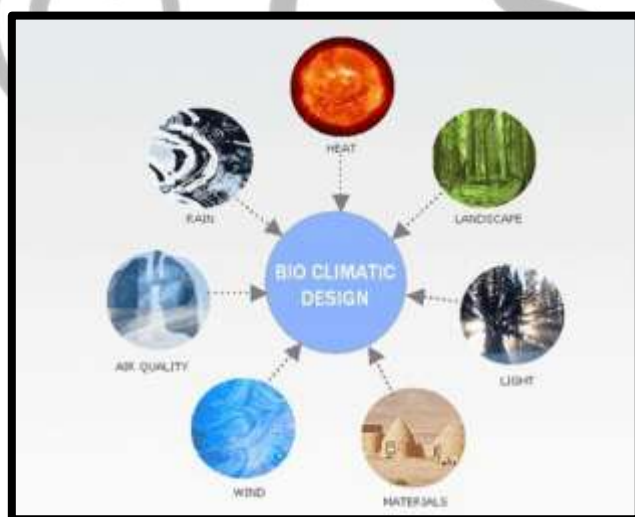 HEAT
RAIN
LANDSCAPE
BIO CLIMATIC
DESIGN
AIR QUALITY
LIGHT
WIND
MATERIALS